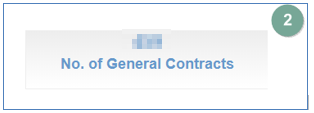 2
No. of General Contracts